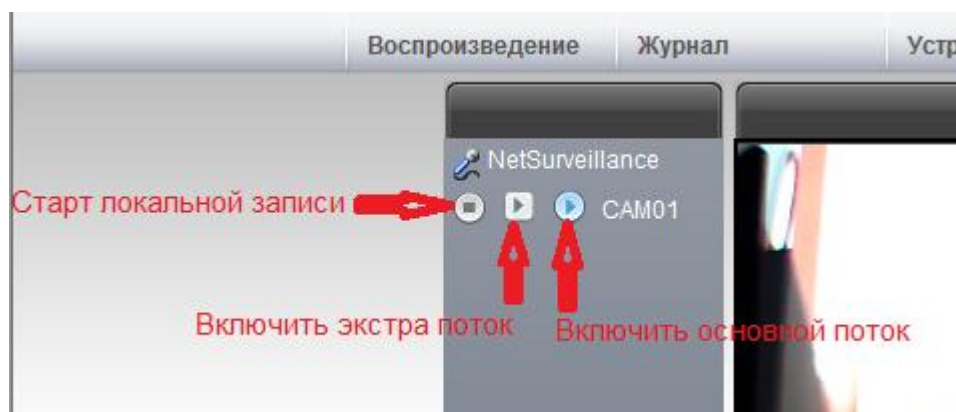 Воспроизведение Журнал Устр
NetSurveillance
Старт локальной записи CAM01
Включить экстра поток Включить основной поток